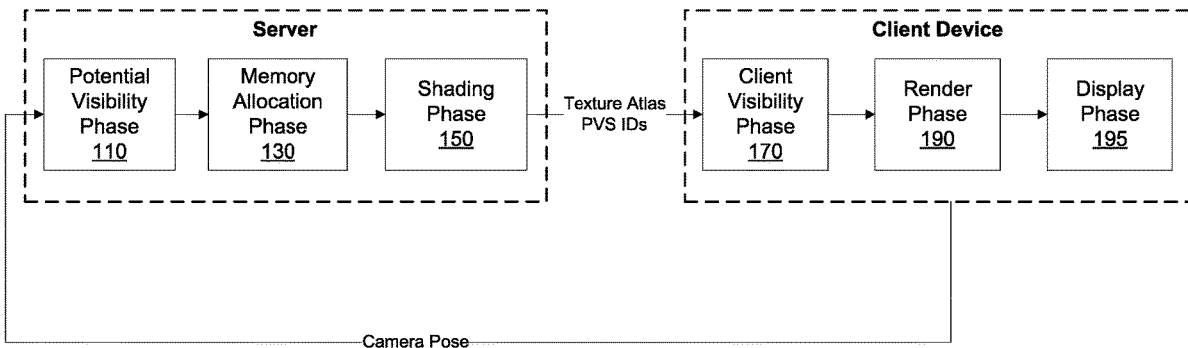 Server
Potential
Visibility
Phase
110
Memory
Allocation
Phase
130
Shading
Phase
150
Texture Atlas
PVS IDs
Client Device
Client
Visibility
Phase
170
Render
Phase
190
Display
Phase
195
Camera Pose